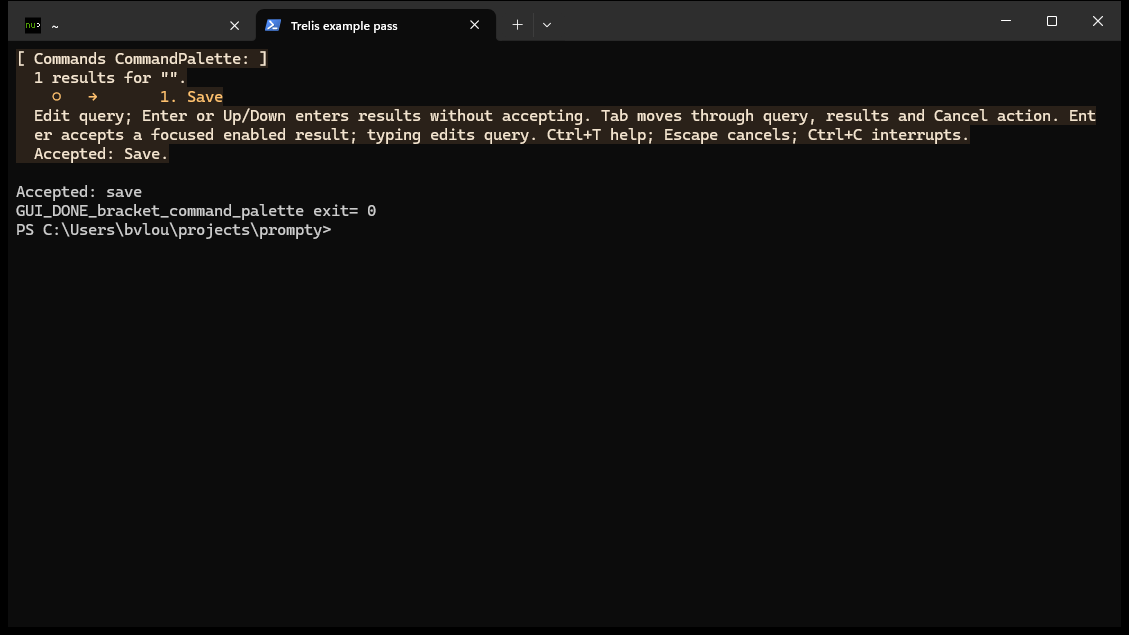 nu> ~
Trelis example pass
[ Commands CommandPalette: ]
1 results for "".
○ → 1. Save
Edit query; Enter or Up/Down enters results without accepting. Tab moves through query, results and Cancel action. Ent
er accepts a focused enabled result; typing edits query. Ctrl+T help; Escape cancels; Ctrl+C interrupts.
Accepted: Save.
Accepted: save
GUI_DONE_bracket_command_palette exit= 0
PS C:\Users\bvlou\projects\prompty>